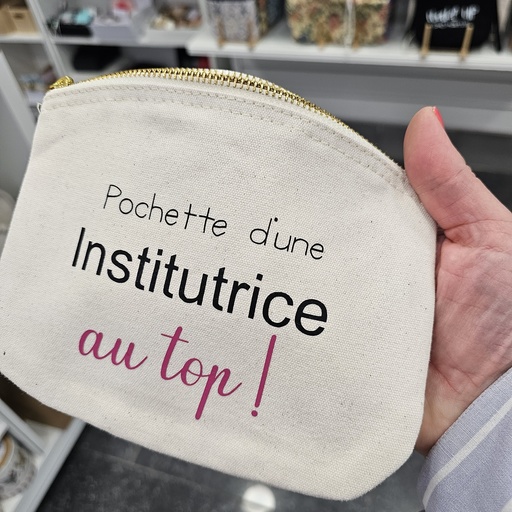 Pochette d'une
Institutrice
au top !